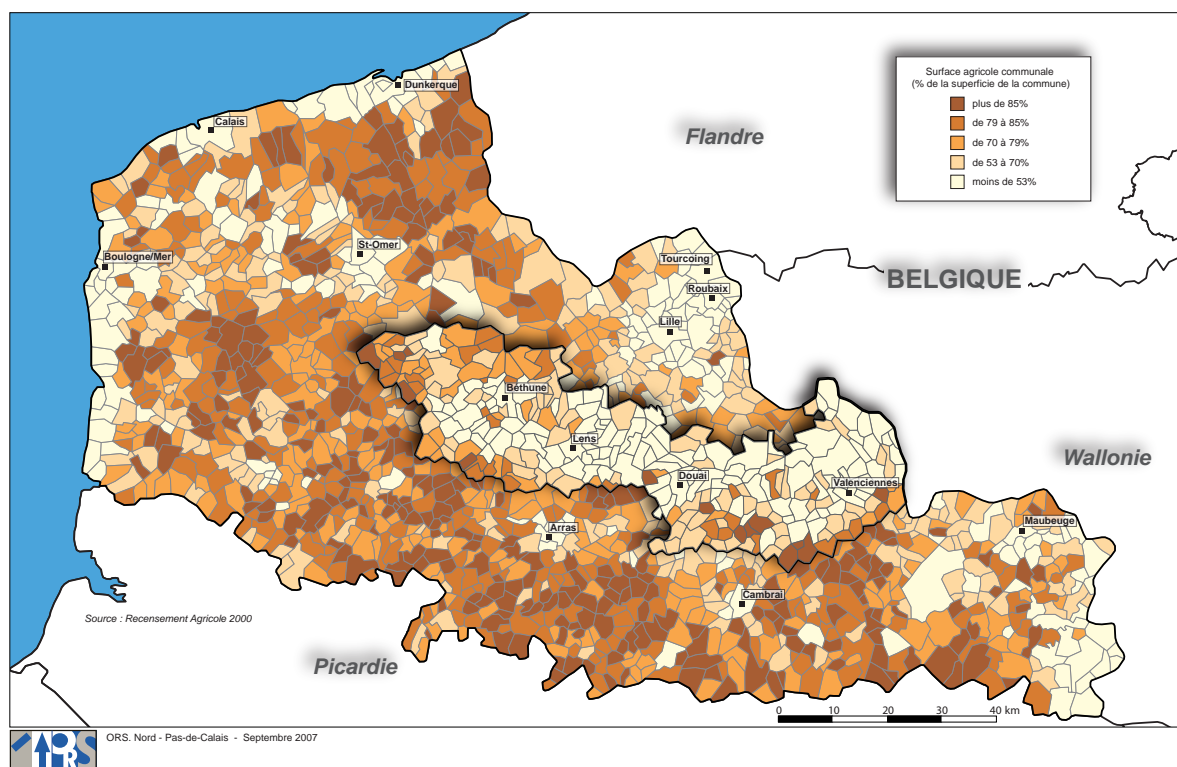 Surface agricole communale
(% de la superficie de la commune)
plus de 85%
de 79 à 85%
de 70 à 79%
de 53 à 70%
moins de 53%
Dunkerque
Calais
Flandre
St-Omer
Boulogne/Mer
Tourcoing
Roubaix
BELGIQUE
Lille
Béthune
Lens
Wallonie
Douai
Valenciennes
Arras
Maubeuge
Cambrai
Source : Recensement Agricole 2000
Picardie
0 10 20 30 40 km
ORS
ORS. Nord - Pas-de-Calais - Septembre 2007